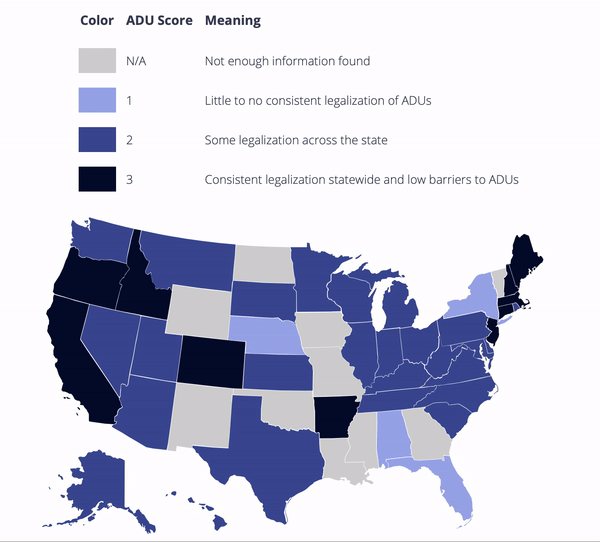 Color ADU Score Meaning
N/A Not enough information found
1 Little to no consistent legalization of ADUs
2 Some legalization across the state
3 Consistent legalization statewide and low barriers to ADUs